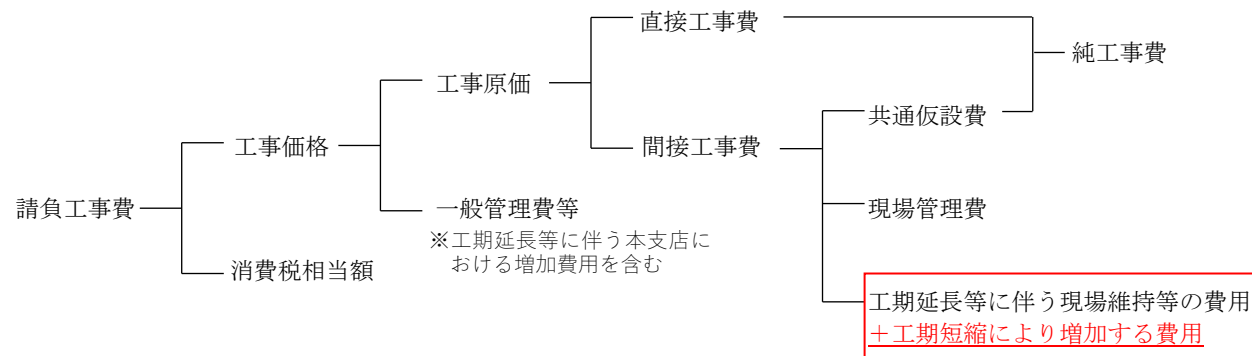 直接工事費
純工事費
工事原価
共通仮設費
工事価格
間接工事費
請負工事費
一般管理費等
現場管理費
※工期延長等に伴う本支店に
おける増加費用を含む
消費税相当額
工期延長等に伴う現場維持等の費用
＋工期短縮により増加する費用